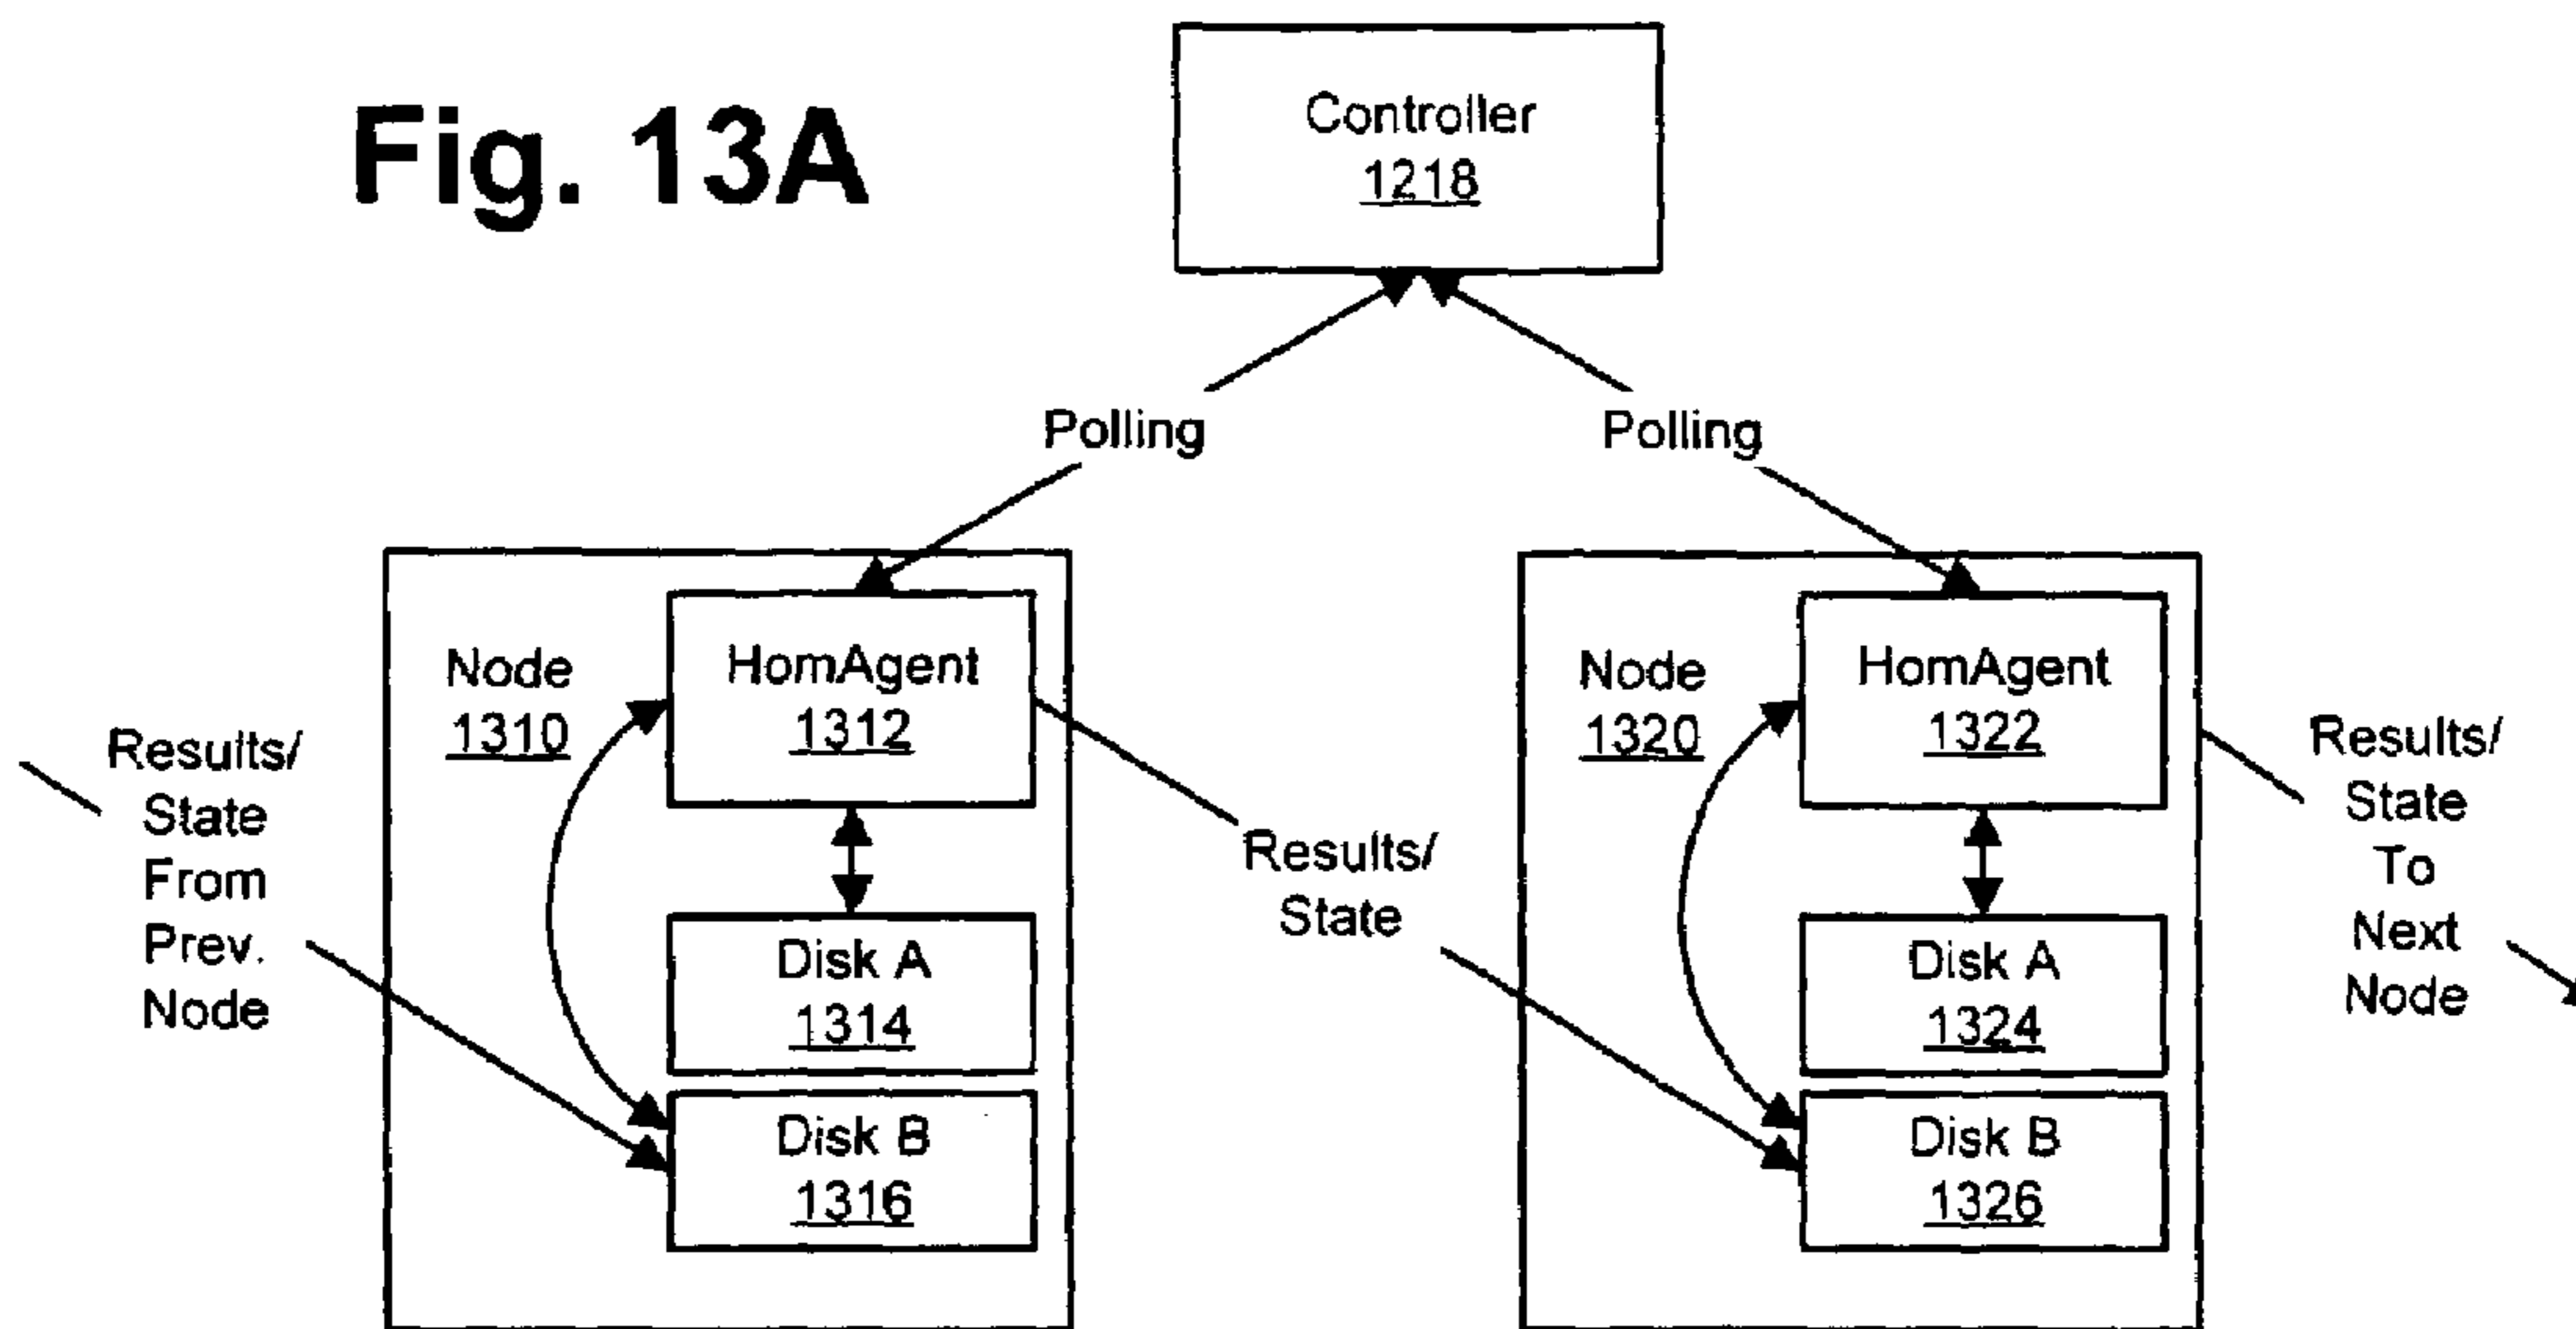 Fig. 13A
Controller
1218
Polling
Polling
Node
1310
HomAgent
1312
Disk A
1314
Disk B
1316
Results/
State
From
Prev.
Node
Results/
State
Node
1320
HomAgent
1322
Disk A
1324
Disk B
1326
Results/
State
To
Next
Node